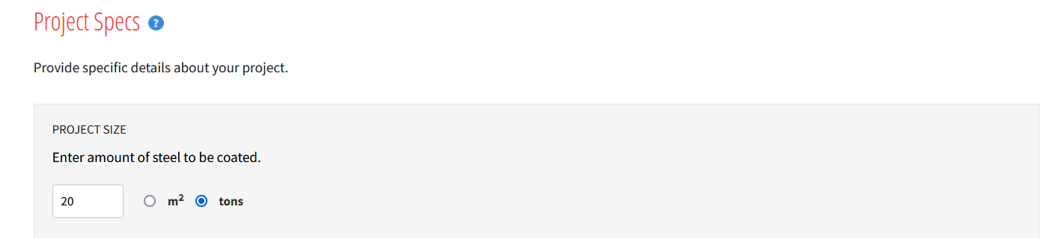 Project Specs ?
Provide specific details about your project.
PROJECT SIZE
Enter amount of steel to be coated.
20 m² tons